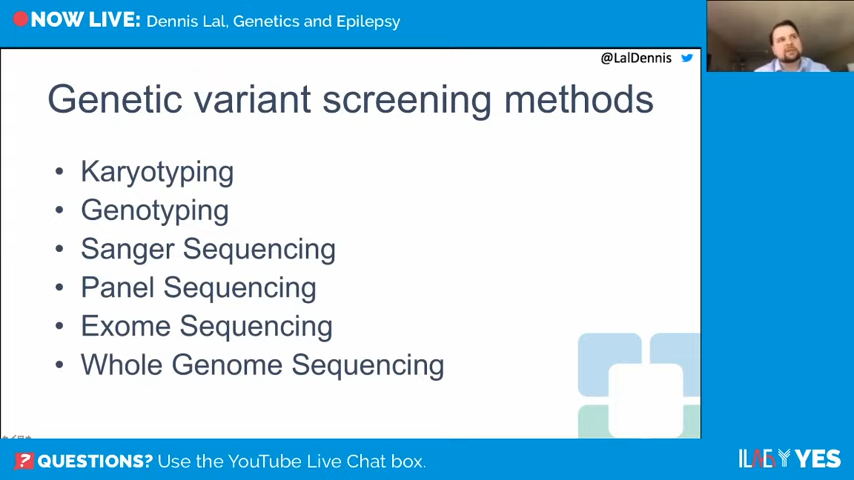 NOW LIVE: Dennis Lal, Genetics and Epilepsy
@LalDennis
Genetic variant screening methods
• Karyotyping
• Genotyping
• Sanger Sequencing
• Panel Sequencing
• Exome Sequencing
• Whole Genome Sequencing
? QUESTIONS? Use the YouTube Live Chat box.
ILAE YES